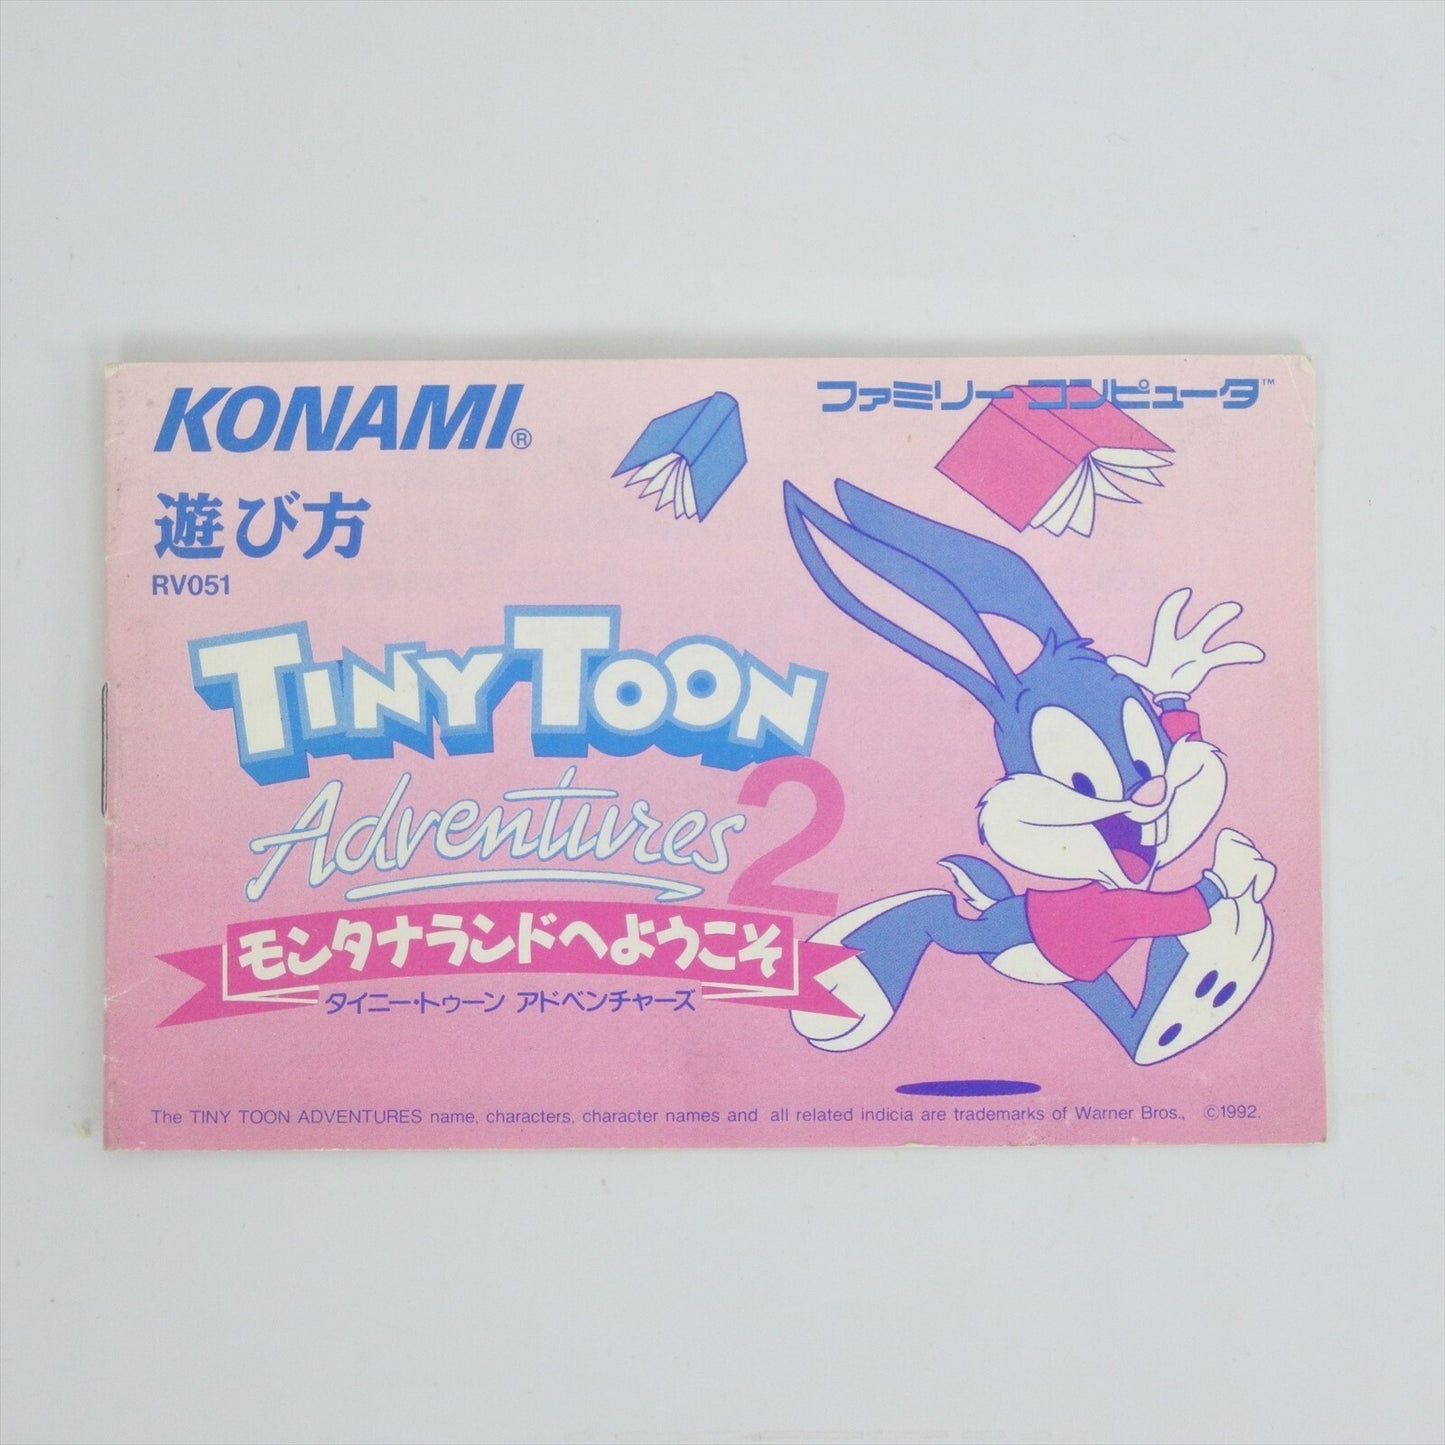 KONAMI®
ファミリーコンピュータ™
遊び方
RV051
TINY TOON
Adventures 2
モンタナランドへようこそ
タイニー・トゥーン アドベンチャーズ
The TINY TOON ADVENTURES name, characters, character names and all related indicia are trademarks of Warner Bros., ©1992.